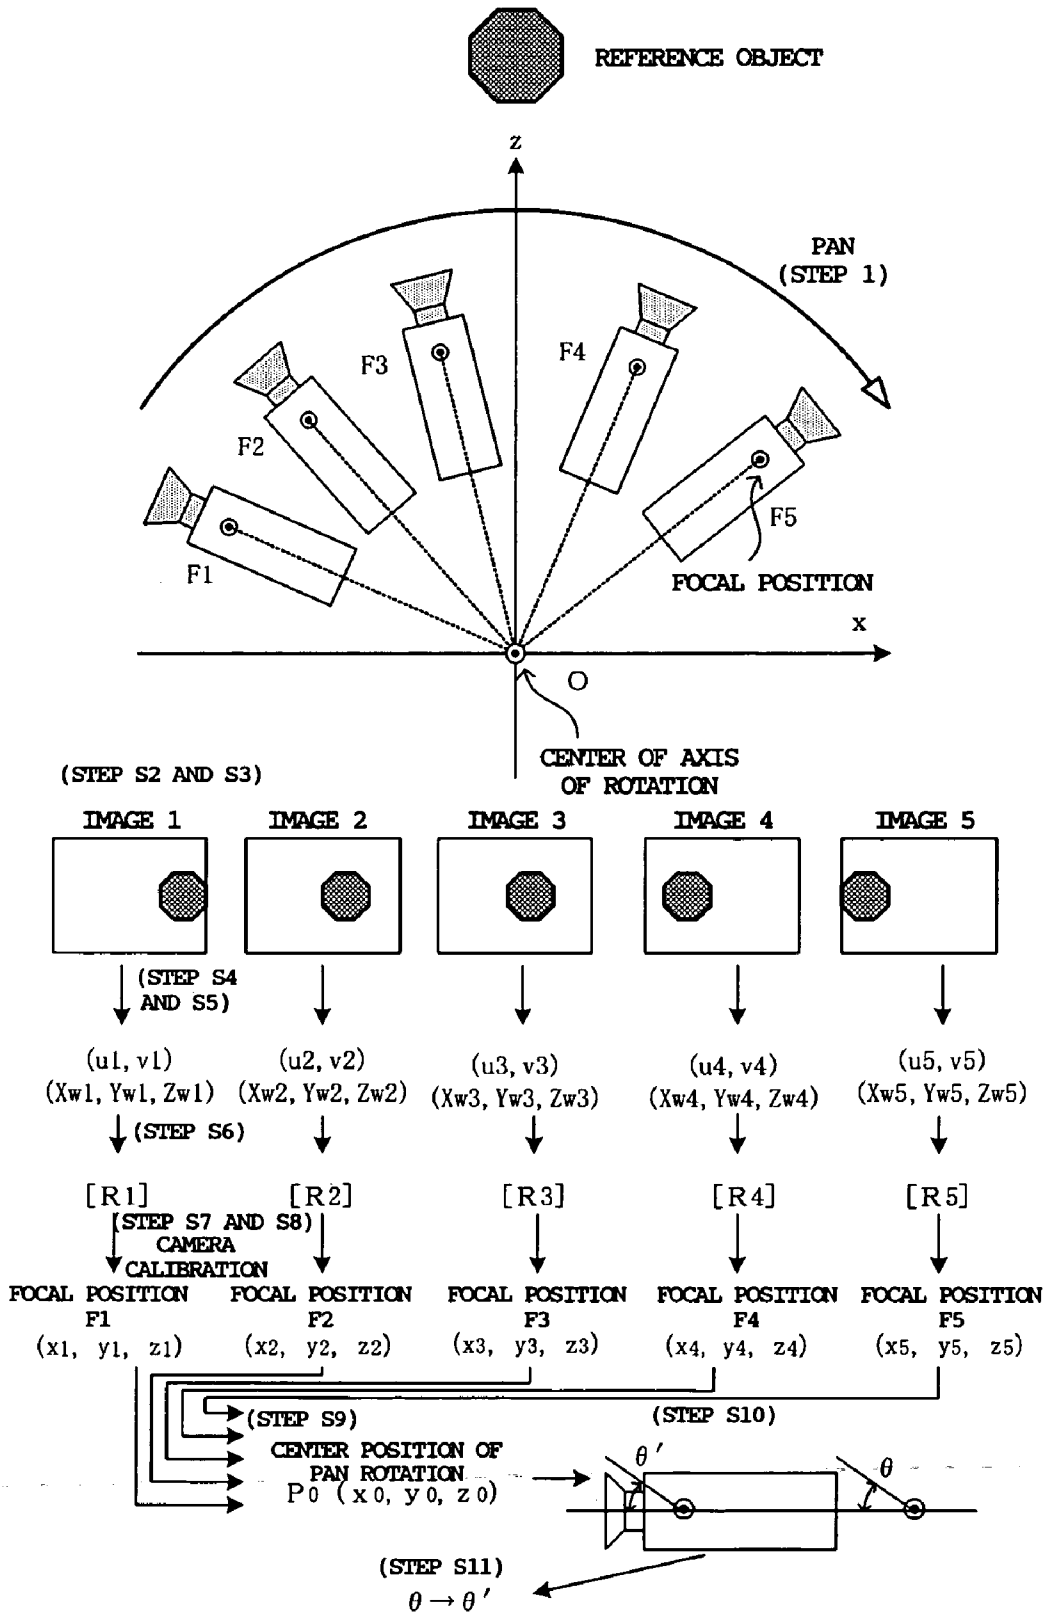 REFERENCE OBJECT
z
PAN
(STEP 1)
F3
F4
F2
F5
F1
FOCAL POSITION
x
O
CENTER OF AXIS
OF ROTATION
(STEP S2 AND S3)
IMAGE 1 IMAGE 2 IMAGE 3 IMAGE 4 IMAGE 5
(STEP S4
AND S5)
(u1, v1) (u2, v2) (u3, v3) (u4, v4) (u5, v5)
(Xw1, Yw1, Zw1) (Xw2, Yw2, Zw2) (Xw3, Yw3, Zw3) (Xw4, Yw4, Zw4) (Xw5, Yw5, Zw5)
(STEP S6)
[R1] [R2] [R3] [R4] [R5]
(STEP S7 AND S8)
CAMERA
CALIBRATION
FOCAL POSITION FOCAL POSITION FOCAL POSITION FOCAL POSITION FOCAL POSITION
F1 F2 F3 F4 F5
(x1, y1, z1) (x2, y2, z2) (x3, y3, z3) (x4, y4, z4) (x5, y5, z5)
(STEP S9) (STEP S10)
CENTER POSITION OF
PAN ROTATION
P0 (x0, y0, z0)
θ′ θ
(STEP S11)
θ → θ′